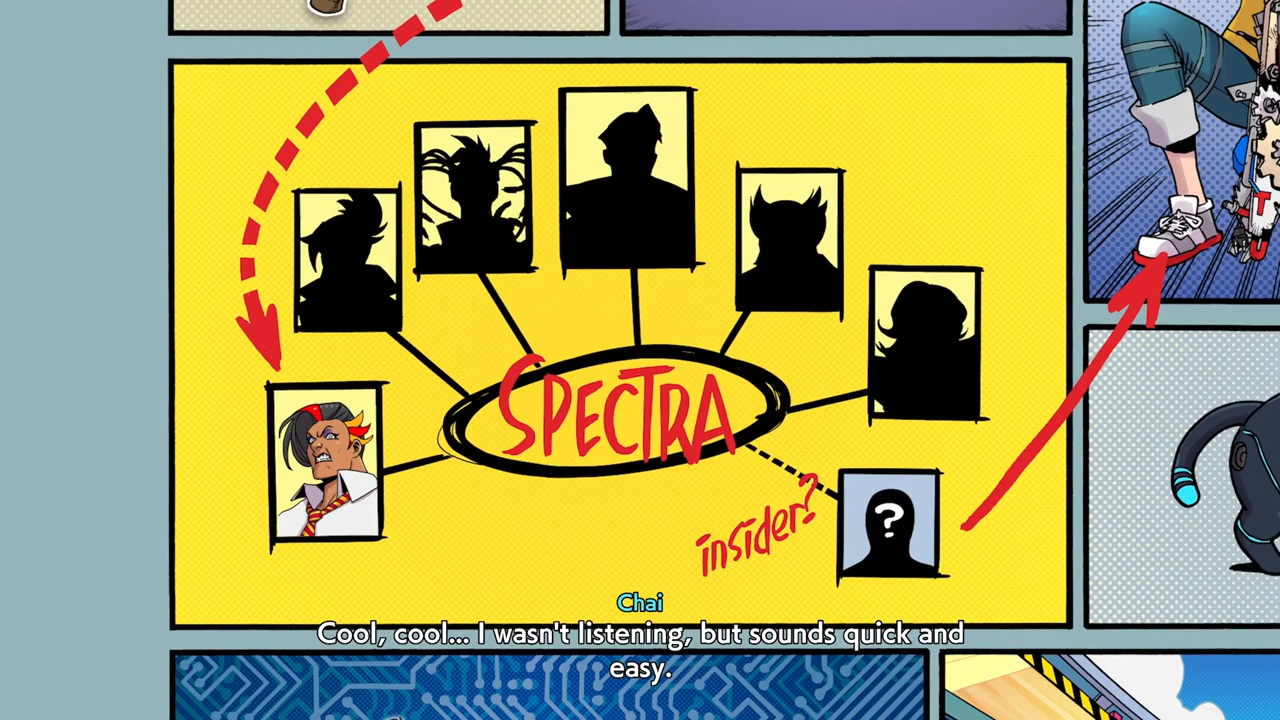 SPECTRA
?
insider?
Chai
Cool, cool... I wasn't listening, but sounds quick and
easy.